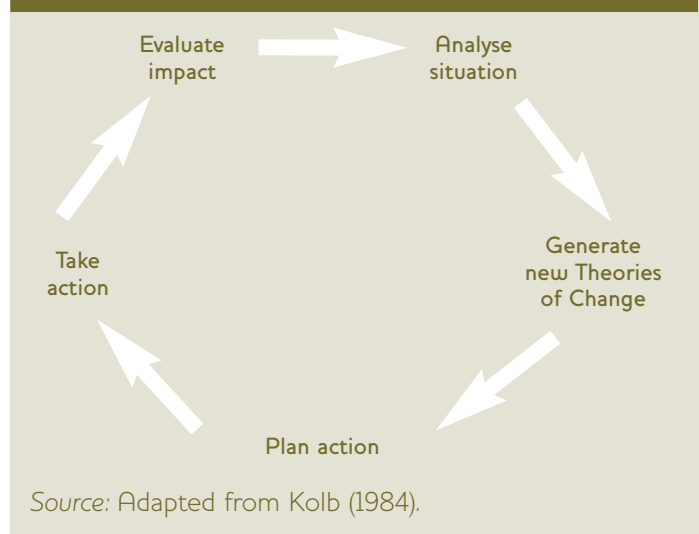 Evaluate
impact
Analyse
situation
Generate
new Theories
of Change
Plan action
Take
action
Source: Adapted from Kolb (1984).